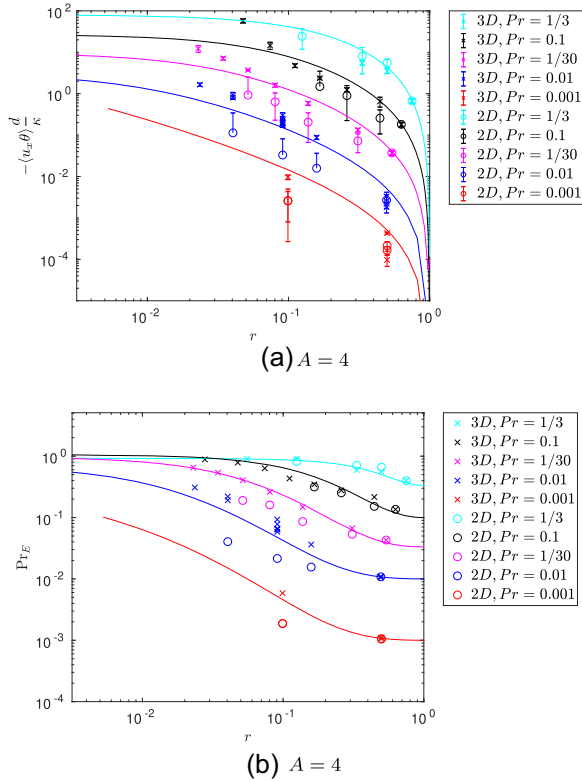 10^2
10^0
10^-2
10^-4
−⟨u_x θ⟩ d/κ
10^-2
10^-1
10^0
r
3D, Pr = 1/3
3D, Pr = 0.1
3D, Pr = 1/30
3D, Pr = 0.01
3D, Pr = 0.001
2D, Pr = 1/3
2D, Pr = 0.1
2D, Pr = 1/30
2D, Pr = 0.01
2D, Pr = 0.001
(a) A = 4
10^1
10^0
10^-1
10^-2
10^-3
10^-4
Pr_E
10^-2
10^-1
10^0
r
3D, Pr = 1/3
3D, Pr = 0.1
3D, Pr = 1/30
3D, Pr = 0.01
3D, Pr = 0.001
2D, Pr = 1/3
2D, Pr = 0.1
2D, Pr = 1/30
2D, Pr = 0.01
2D, Pr = 0.001
(b) A = 4